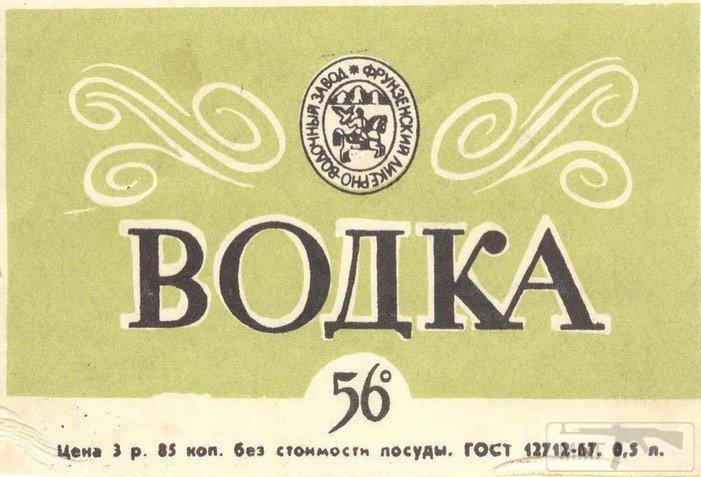 ФРУНЗЕНСКИЙ ЛИКЕРНО-ВОДОЧНЫЙ ЗАВОД *
ВОДКА
56°
Цена 3 р. 85 коп. без стоимости посуды. ГОСТ 12712-67. 0,5 л.